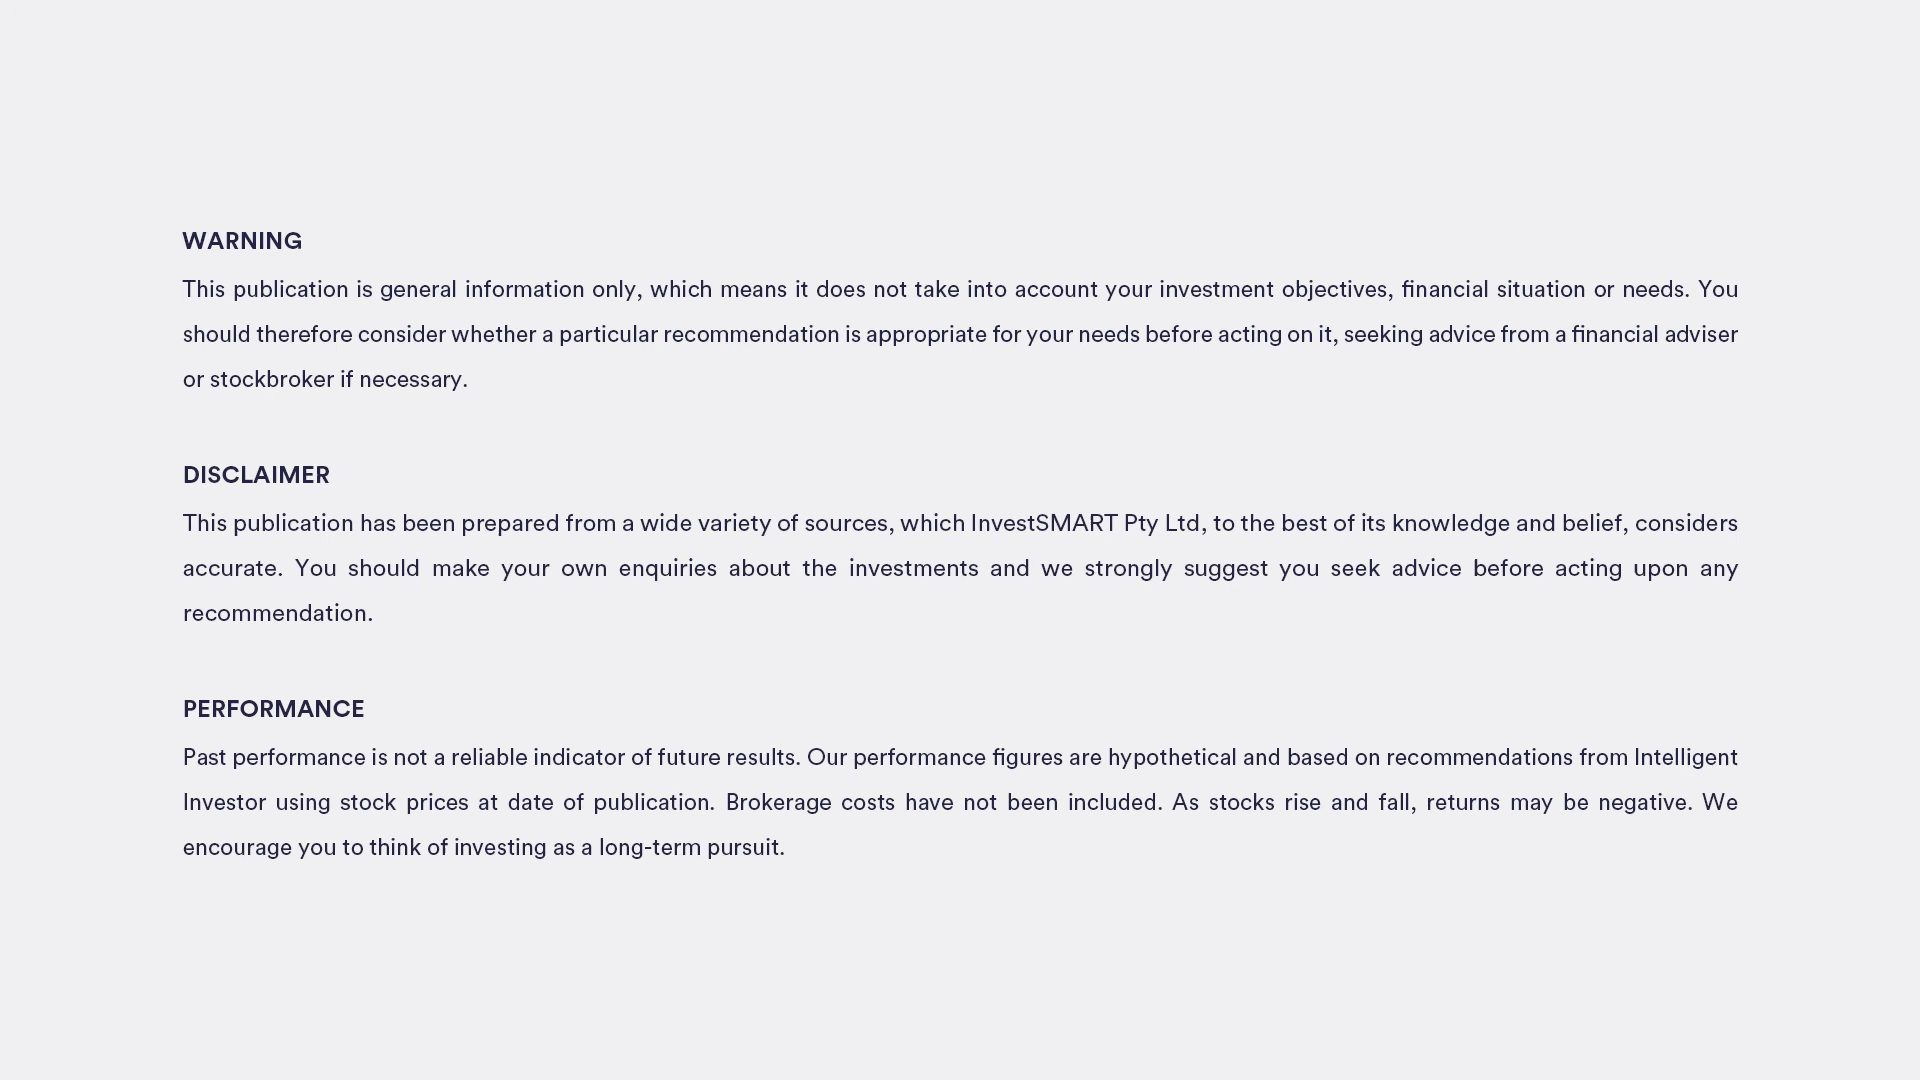 WARNING
This publication is general information only, which means it does not take into account your investment objectives, financial situation or needs. You
should therefore consider whether a particular recommendation is appropriate for your needs before acting on it, seeking advice from a financial adviser
or stockbroker if necessary.
DISCLAIMER
This publication has been prepared from a wide variety of sources, which InvestSMART Pty Ltd, to the best of its knowledge and belief, considers
accurate. You should make your own enquiries about the investments and we strongly suggest you seek advice before acting upon any
recommendation.
PERFORMANCE
Past performance is not a reliable indicator of future results. Our performance figures are hypothetical and based on recommendations from Intelligent
Investor using stock prices at date of publication. Brokerage costs have not been included. As stocks rise and fall, returns may be negative. We
encourage you to think of investing as a long-term pursuit.